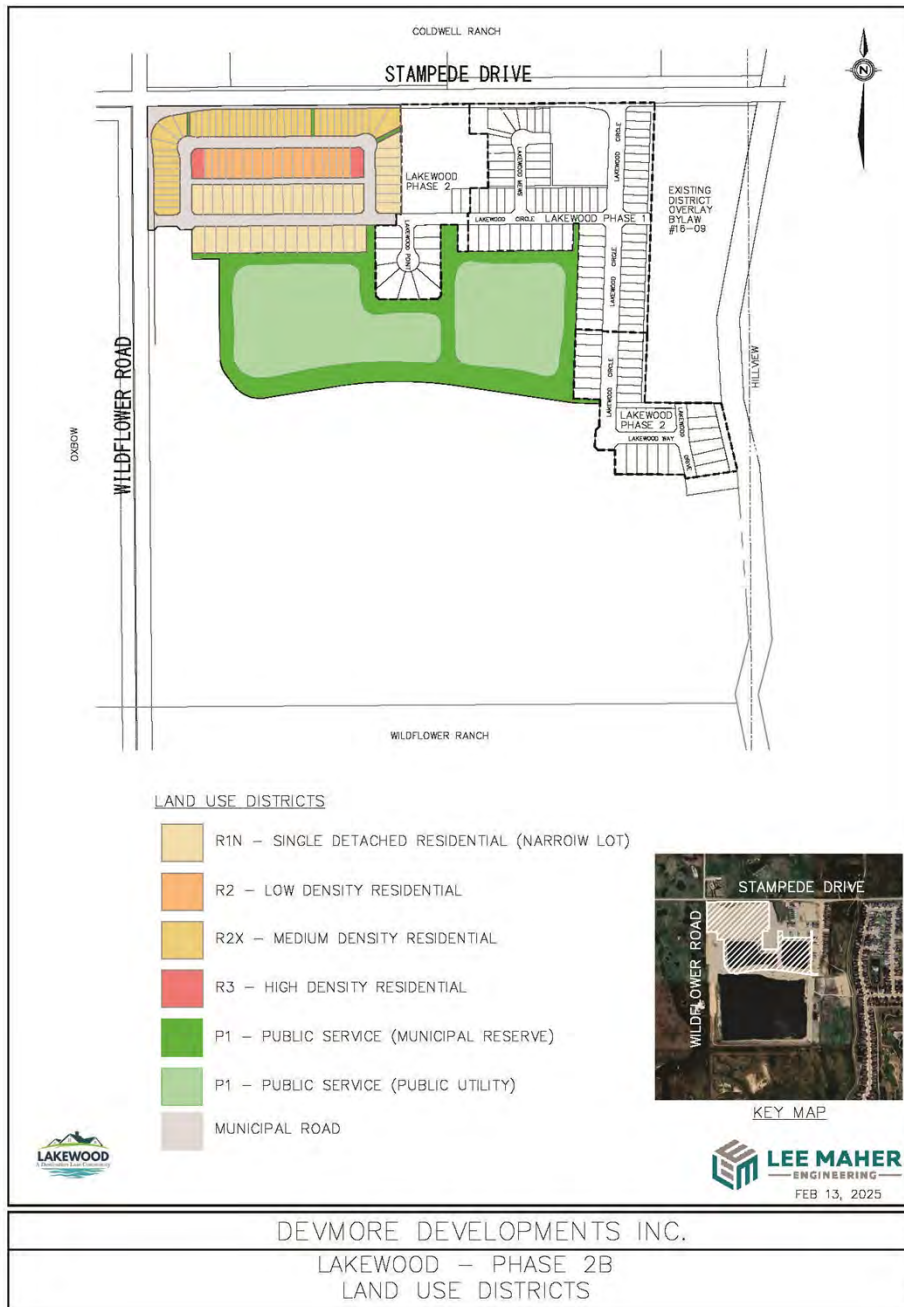 COLDWELL RANCH
STAMPEDE DRIVE
N
LAKEWOOD
PHASE 2
LAKEWOOD MEWS
LAKEWOOD CIRCLE
LAKEWOOD CIRCLE
LAKEWOOD PHASE 1
EXISTING
DISTRICT
OVERLAY
BYLAW
#16-09
LAKEWOOD POINT
LAKEWOOD CIRCLE
HILLVIEW
WILDFLOWER ROAD
OXBOW
LAKEWOOD CIRCLE
LAKEWOOD
PHASE 2
LAKEWOOD WAY
LAKEWOOD DRIVE
WILDFLOWER RANCH
LAND USE DISTRICTS
R1N - SINGLE DETACHED RESIDENTIAL (NARROIW LOT)
R2 - LOW DENSITY RESIDENTIAL
R2X - MEDIUM DENSITY RESIDENTIAL
R3 - HIGH DENSITY RESIDENTIAL
P1 - PUBLIC SERVICE (MUNICIPAL RESERVE)
P1 - PUBLIC SERVICE (PUBLIC UTILITY)
MUNICIPAL ROAD
STAMPEDE DRIVE
WILDFLOWER ROAD
KEY MAP
LAKEWOOD
A Destination Lake Community
LEE MAHER
ENGINEERING
FEB 13, 2025
DEVMORE DEVELOPMENTS INC.
LAKEWOOD - PHASE 2B
LAND USE DISTRICTS